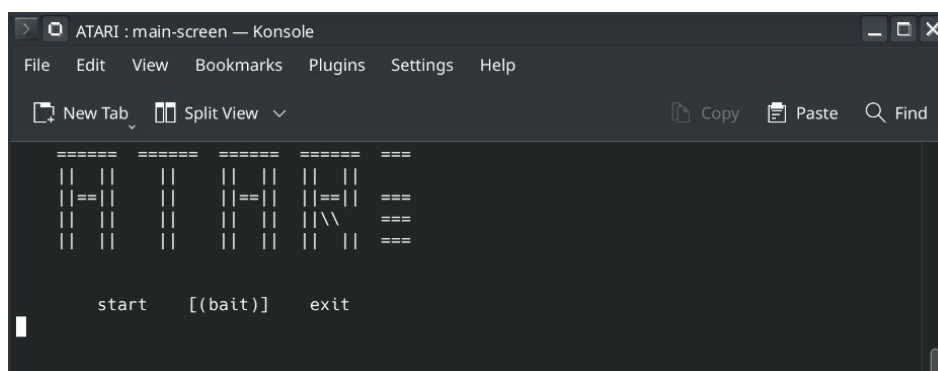 ATARI : main-screen — Konsole
File Edit View Bookmarks Plugins Settings Help
New Tab Split View Copy Paste Find
======  ======  ======  ======  ===
||  ||    ||    ||  ||  ||  ||
||==||    ||    ||==||  ||==||  ===
||  ||    ||    ||  ||  ||\\    ===
||  ||    ||    ||  ||  ||  ||  ===
start    [(bait)]    exit